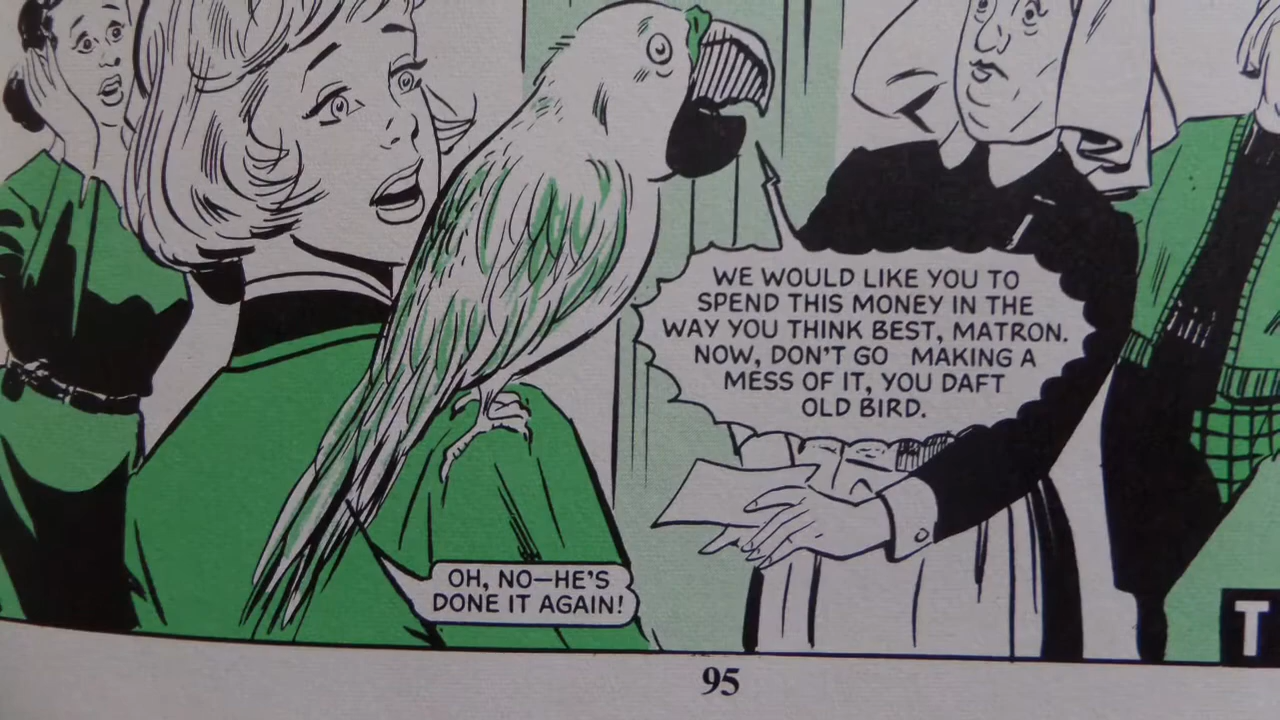 WE WOULD LIKE YOU TO
SPEND THIS MONEY IN THE
WAY YOU THINK BEST, MATRON.
NOW, DON'T GO MAKING A
MESS OF IT, YOU DAFT
OLD BIRD.
OH, NO—HE'S
DONE IT AGAIN!
T
95